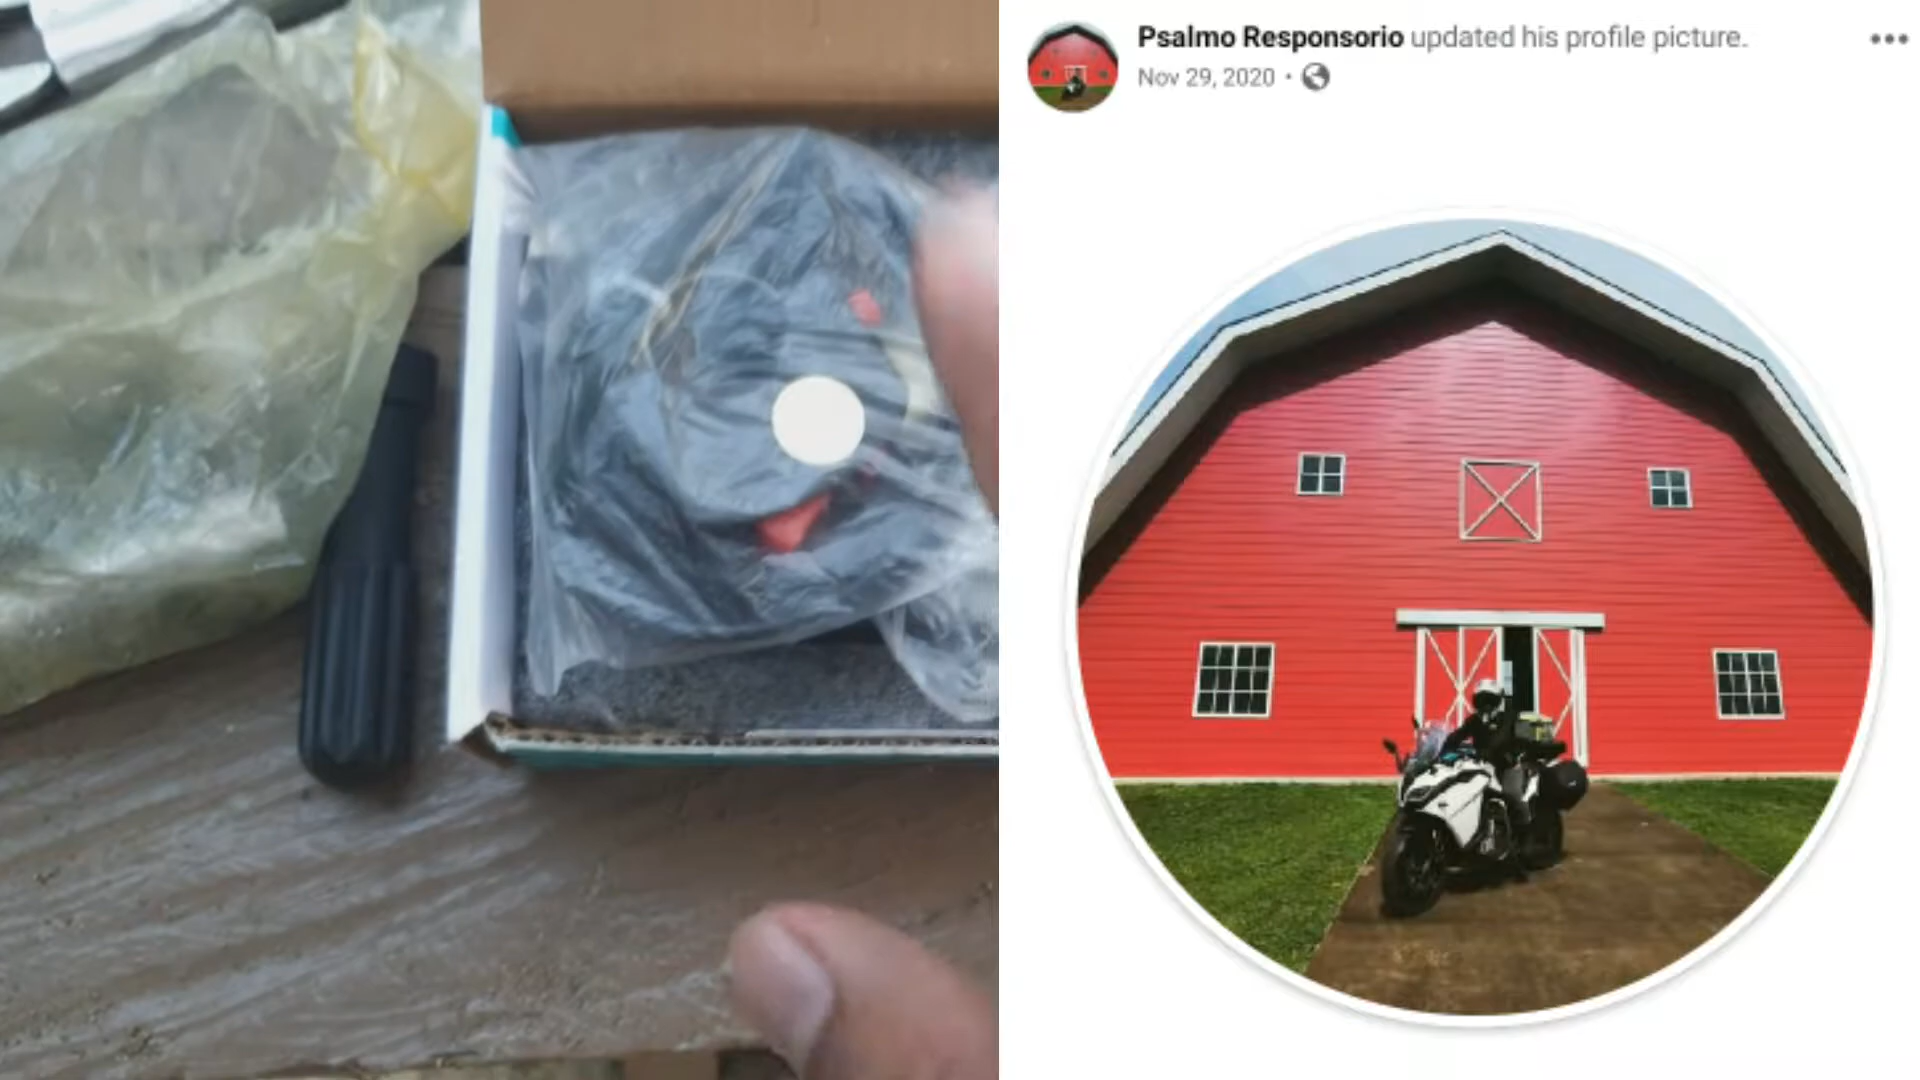 Psalmo Responsorio updated his profile picture.
Nov 29, 2020 ·